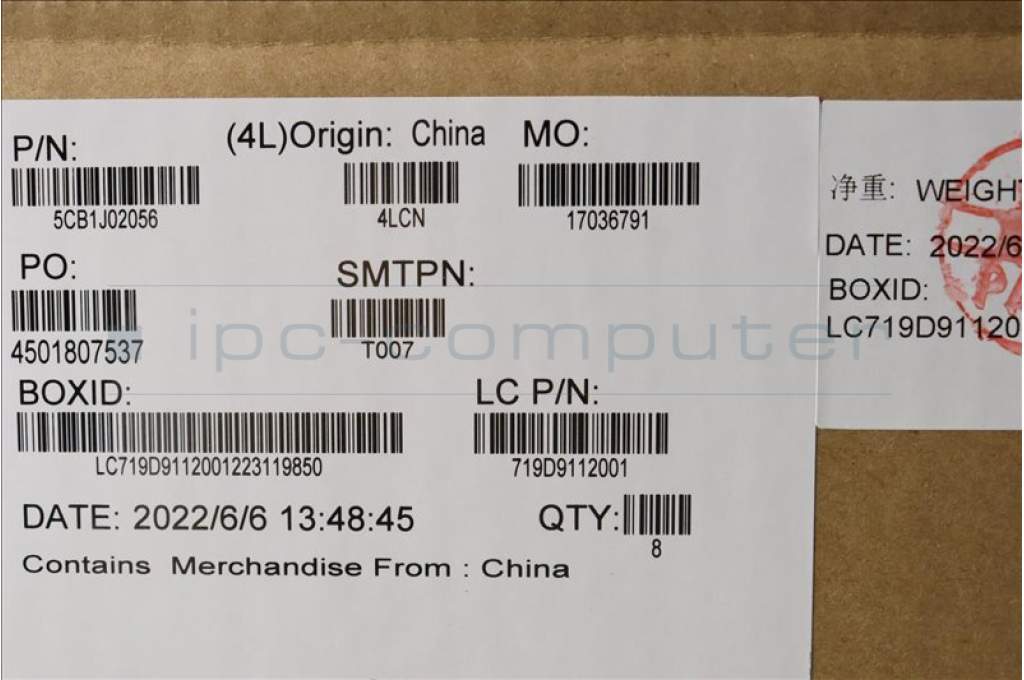 P/N:
(4L)Origin: China
MO:
5CB1J02056
4LCN
17036791
PO:
SMTPN:
4501807537
T007
BOXID:
LC P/N:
LC719D9112001223119850
719D9112001
DATE: 2022/6/6 13:48:45
QTY:
8
Contains Merchandise From : China
净重: WEIGHT
DATE: 2022/6
BOXID:
LC719D91120
ipc-computer